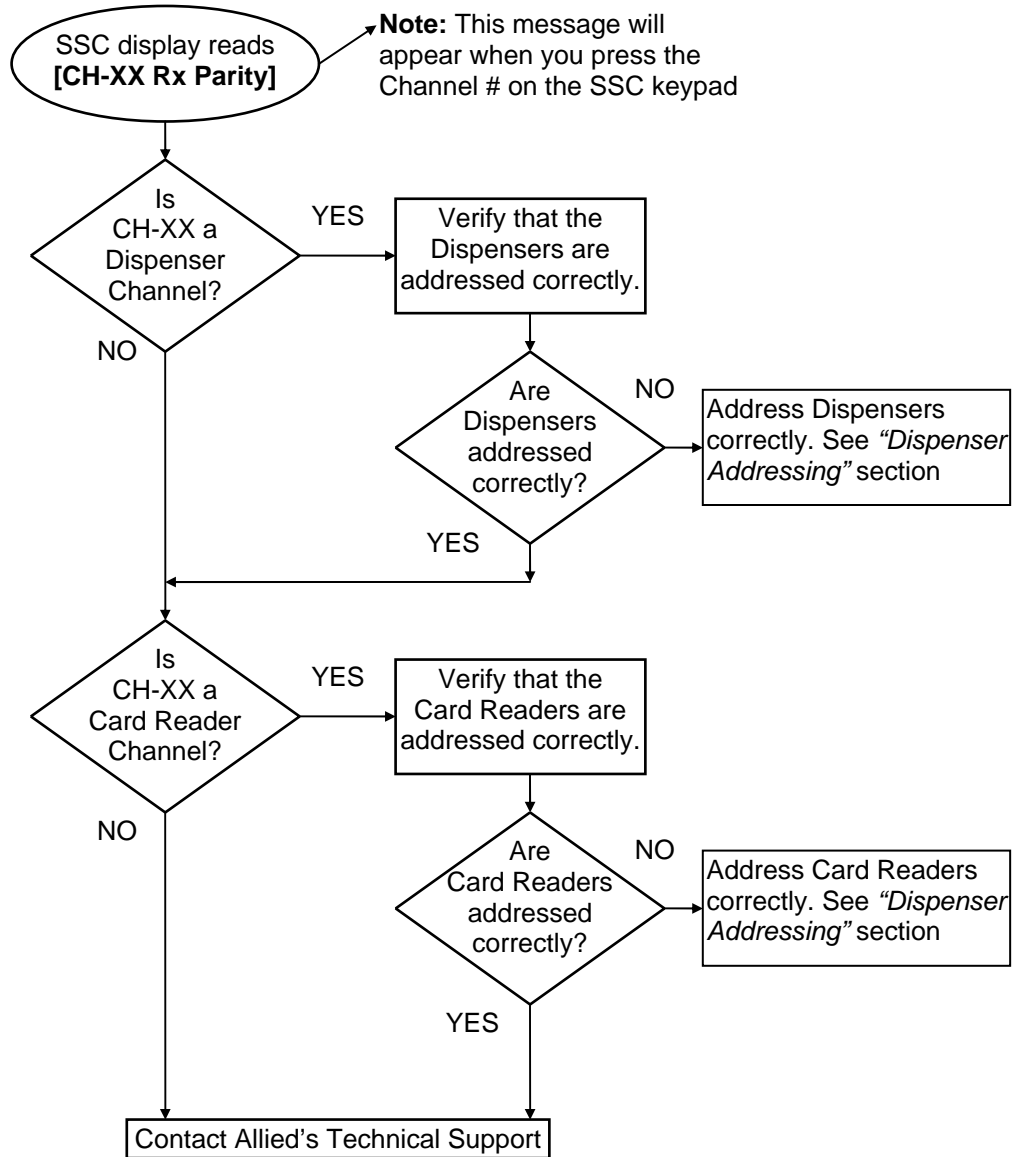 SSC display reads
[CH-XX Rx Parity]
Note: This message will
appear when you press the
Channel # on the SSC keypad
Is
CH-XX a
Dispenser
Channel?
YES
Verify that the
Dispensers are
addressed correctly.
NO
Are
Dispensers
addressed
correctly?
NO
Address Dispensers
correctly. See “Dispenser
Addressing” section
YES
Is
CH-XX a
Card Reader
Channel?
YES
Verify that the
Card Readers are
addressed correctly.
NO
Are
Card Readers
addressed
correctly?
NO
Address Card Readers
correctly. See “Dispenser
Addressing” section
YES
Contact Allied’s Technical Support